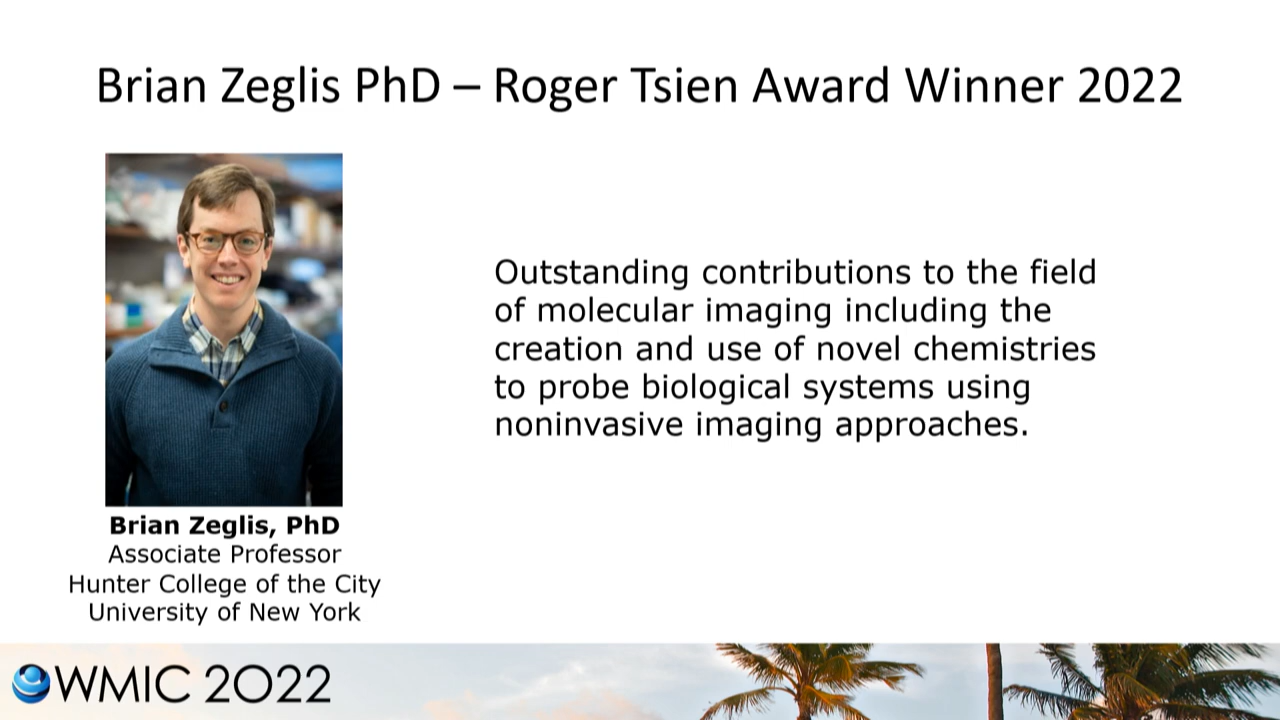 Brian Zeglis PhD – Roger Tsien Award Winner 2022
Outstanding contributions to the field
of molecular imaging including the
creation and use of novel chemistries
to probe biological systems using
noninvasive imaging approaches.
Brian Zeglis, PhD
Associate Professor
Hunter College of the City
University of New York
WMIC 2022